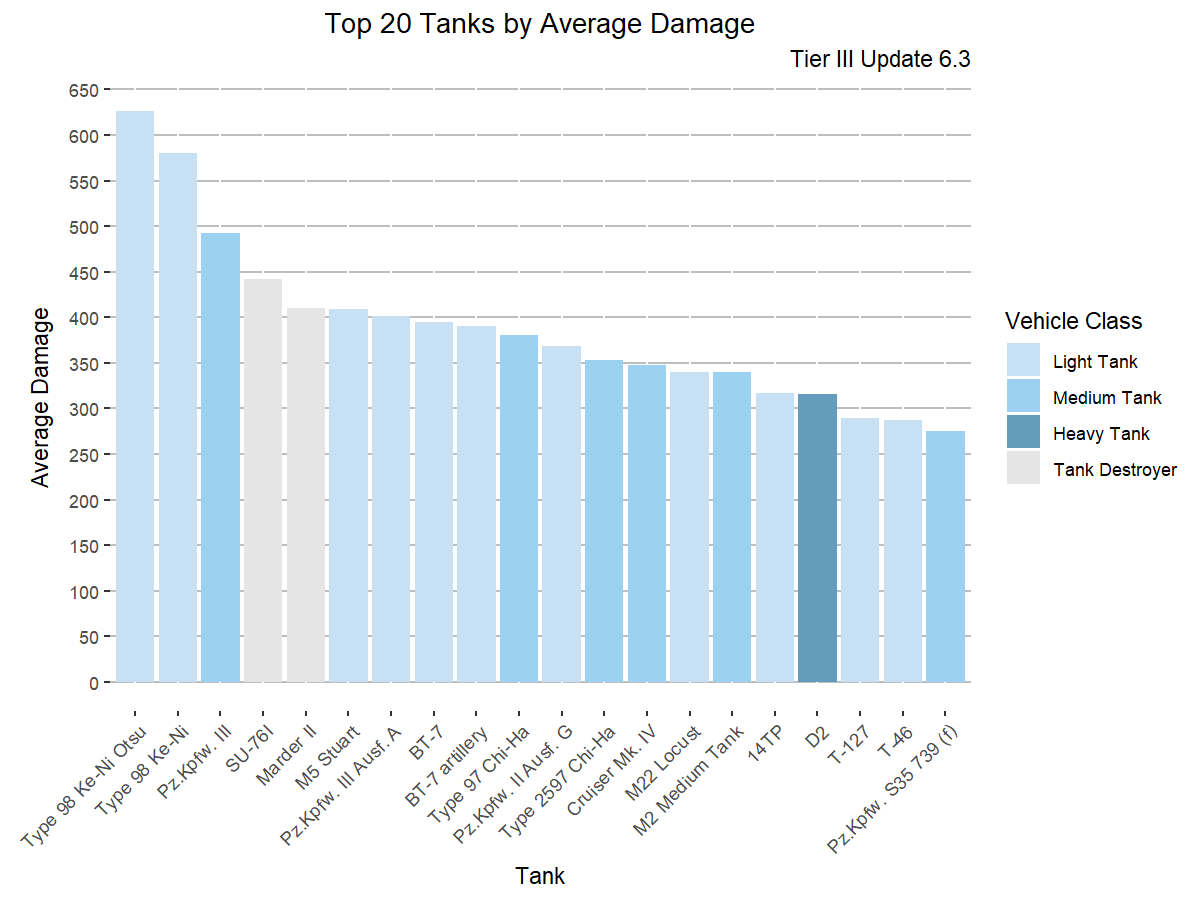 Top 20 Tanks by Average Damage
Tier III Update 6.3
Average Damage
650
600
550
500
450
400
350
300
250
200
150
100
50
0
Type 98 Ke-Ni Otsu
Type 98 Ke-Ni
Pz.Kpfw. III
SU-76I
Marder II
M5 Stuart
Pz.Kpfw. III Ausf. A
BT-7
BT-7 artillery
Type 97 Chi-Ha
Pz.Kpfw. II Ausf. G
Type 2597 Chi-Ha
Cruiser Mk. IV
M22 Locust
M2 Medium Tank
14TP
D2
T-127
T-46
Pz.Kpfw. S35 739 (f)
Tank
Vehicle Class
Light Tank
Medium Tank
Heavy Tank
Tank Destroyer